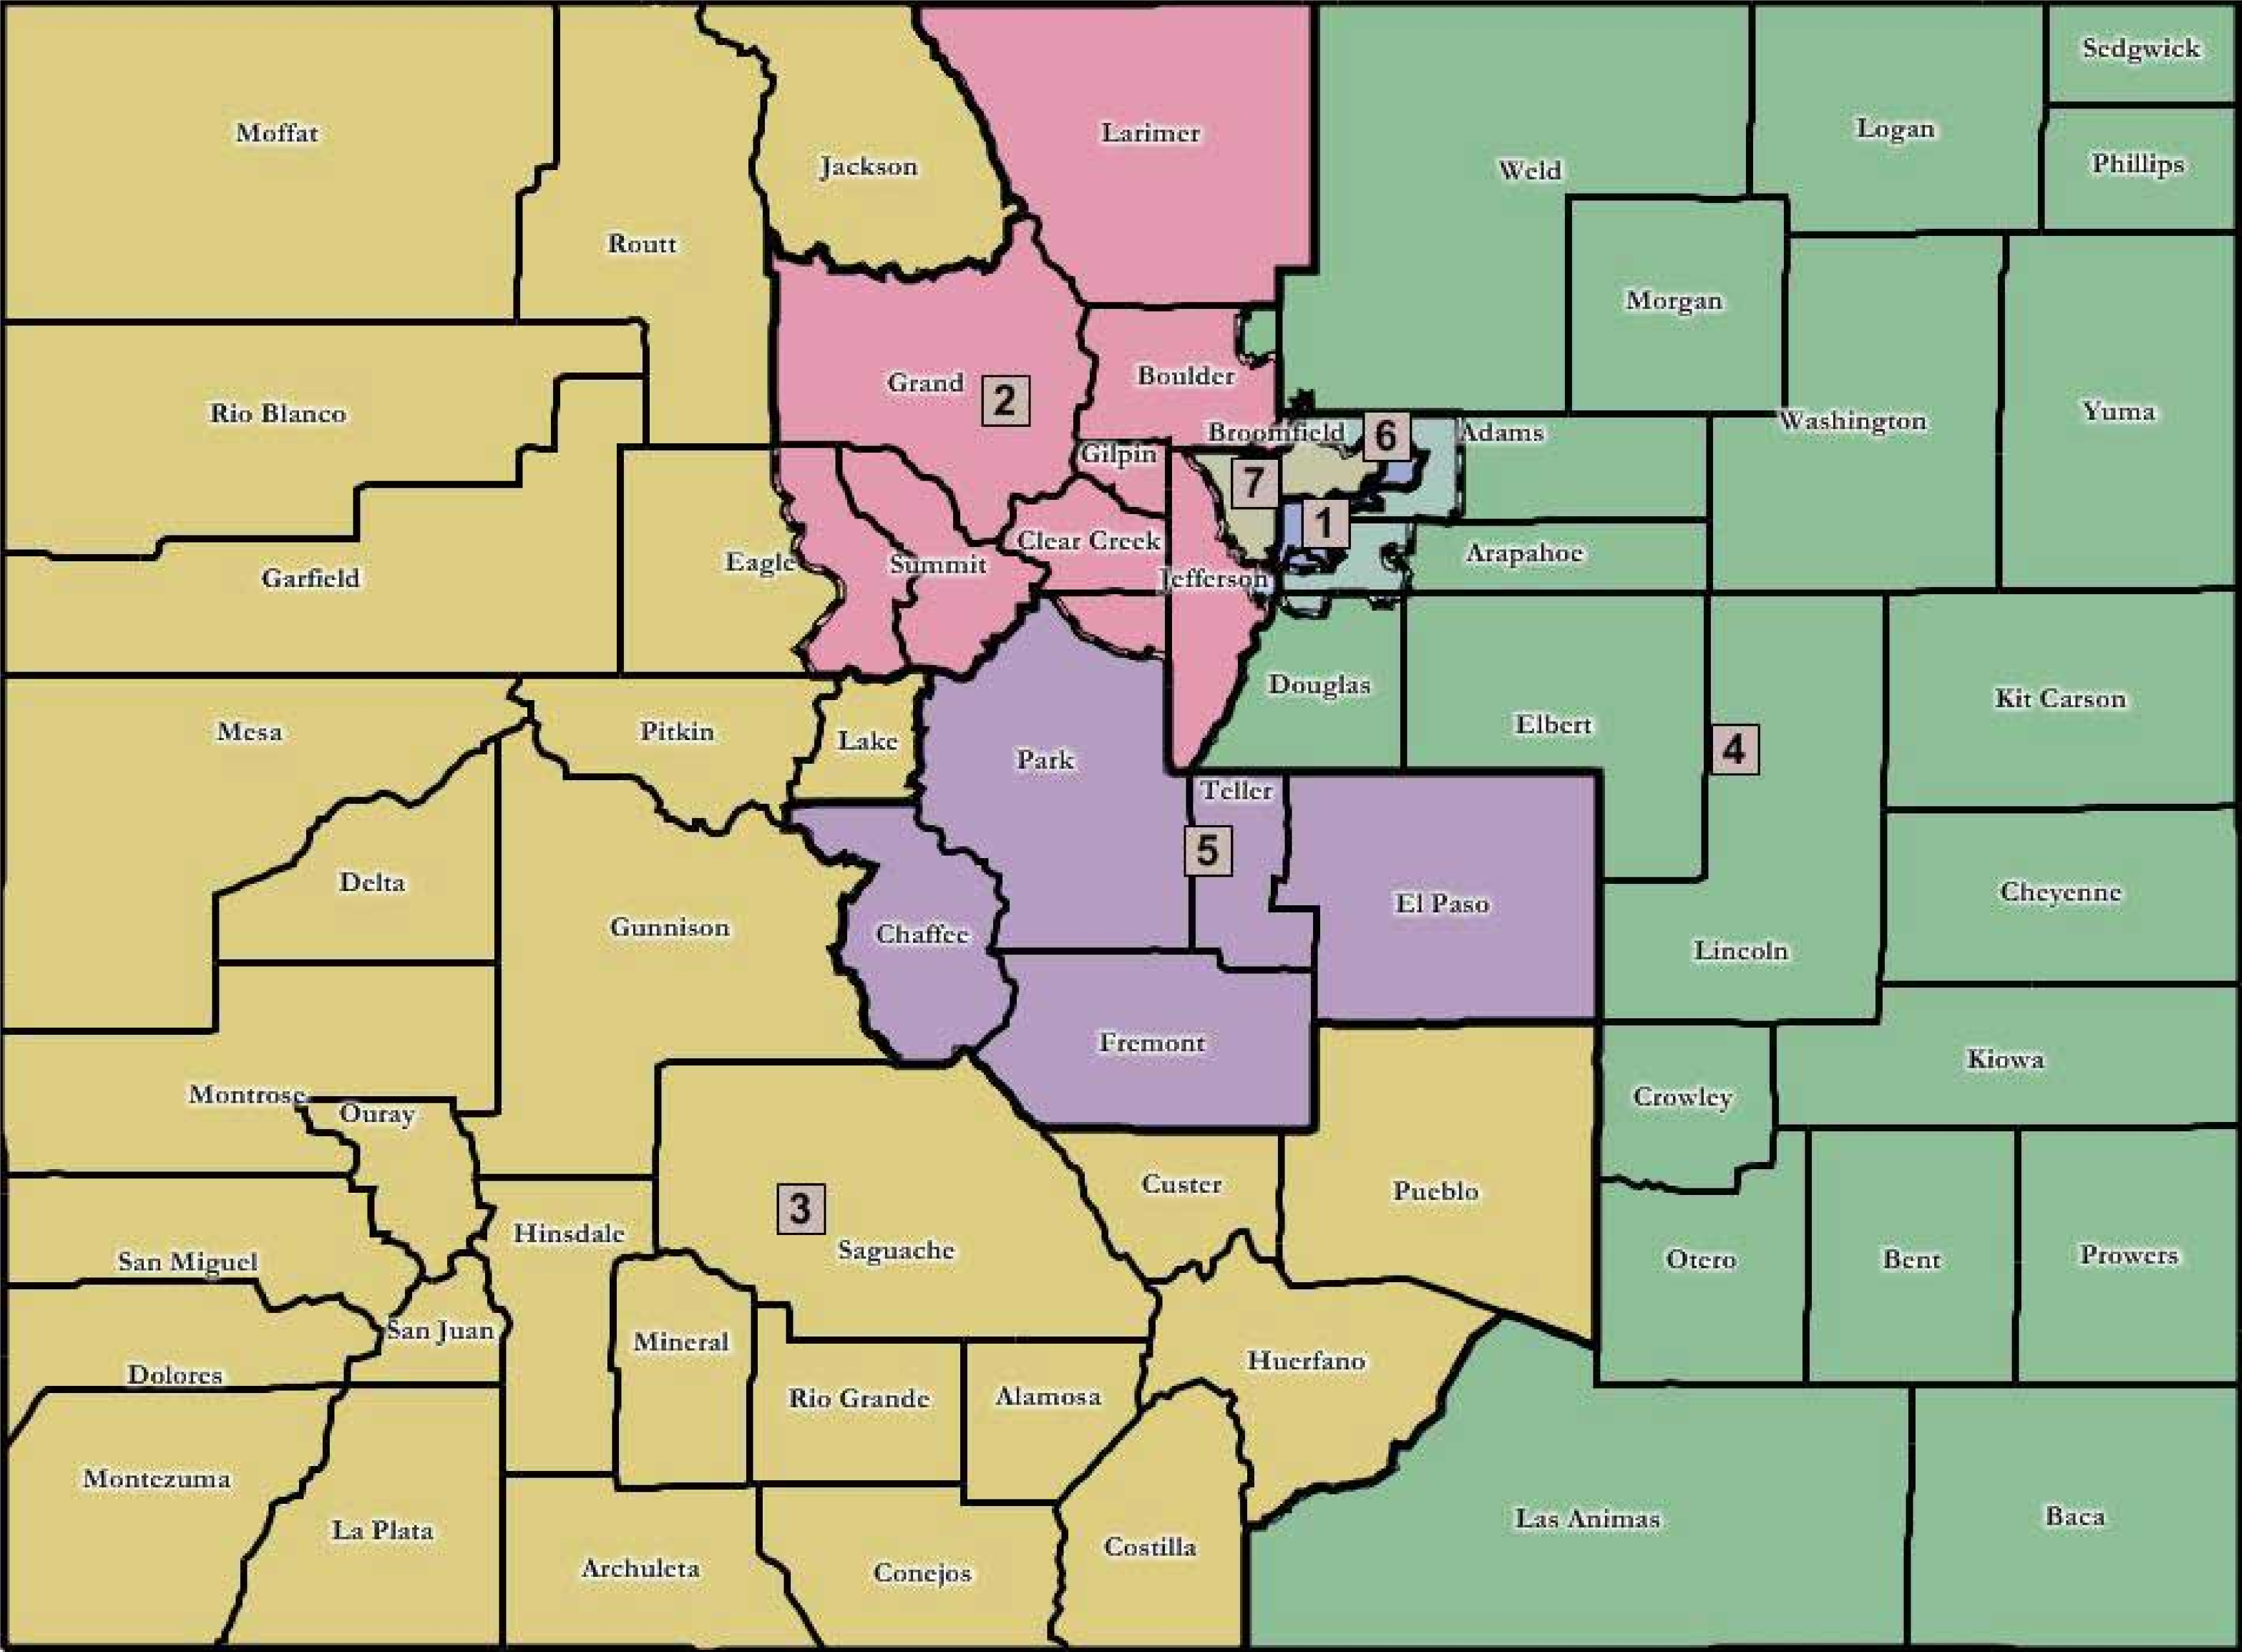 Sedgwick
Moffat
Larimer
Logan
Jackson
Phillips
Weld
Routt
Morgan
Grand
2
Boulder
Rio Blanco
Yuma
Washington
Broomfield
6
Adams
Gilpin
7
1
Clear Creek
Arapahoe
Eagle
Summit
Garfield
Jefferson
Douglas
Kit Carson
Elbert
Mesa
Pitkin
Lake
4
Park
Teller
5
Delta
Cheyenne
El Paso
Gunnison
Chaffee
Lincoln
Fremont
Kiowa
Montrose
Ouray
Crowley
Custer
Pueblo
3
Hinsdale
Saguache
San Miguel
Otero
Bent
Prowers
San Juan
Mineral
Huerfano
Dolores
Rio Grande
Alamosa
Montezuma
La Plata
Las Animas
Baca
Costilla
Archuleta
Conejos